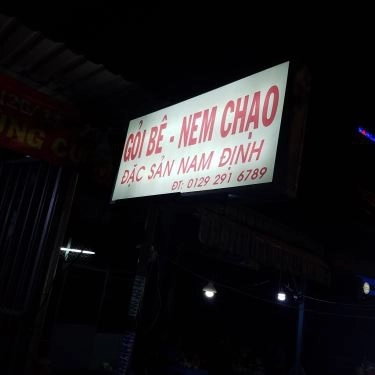 GỎI BÊ - NEM CHẠO
ĐẶC SẢN NAM ĐỊNH
ĐT: 0129 291 6789